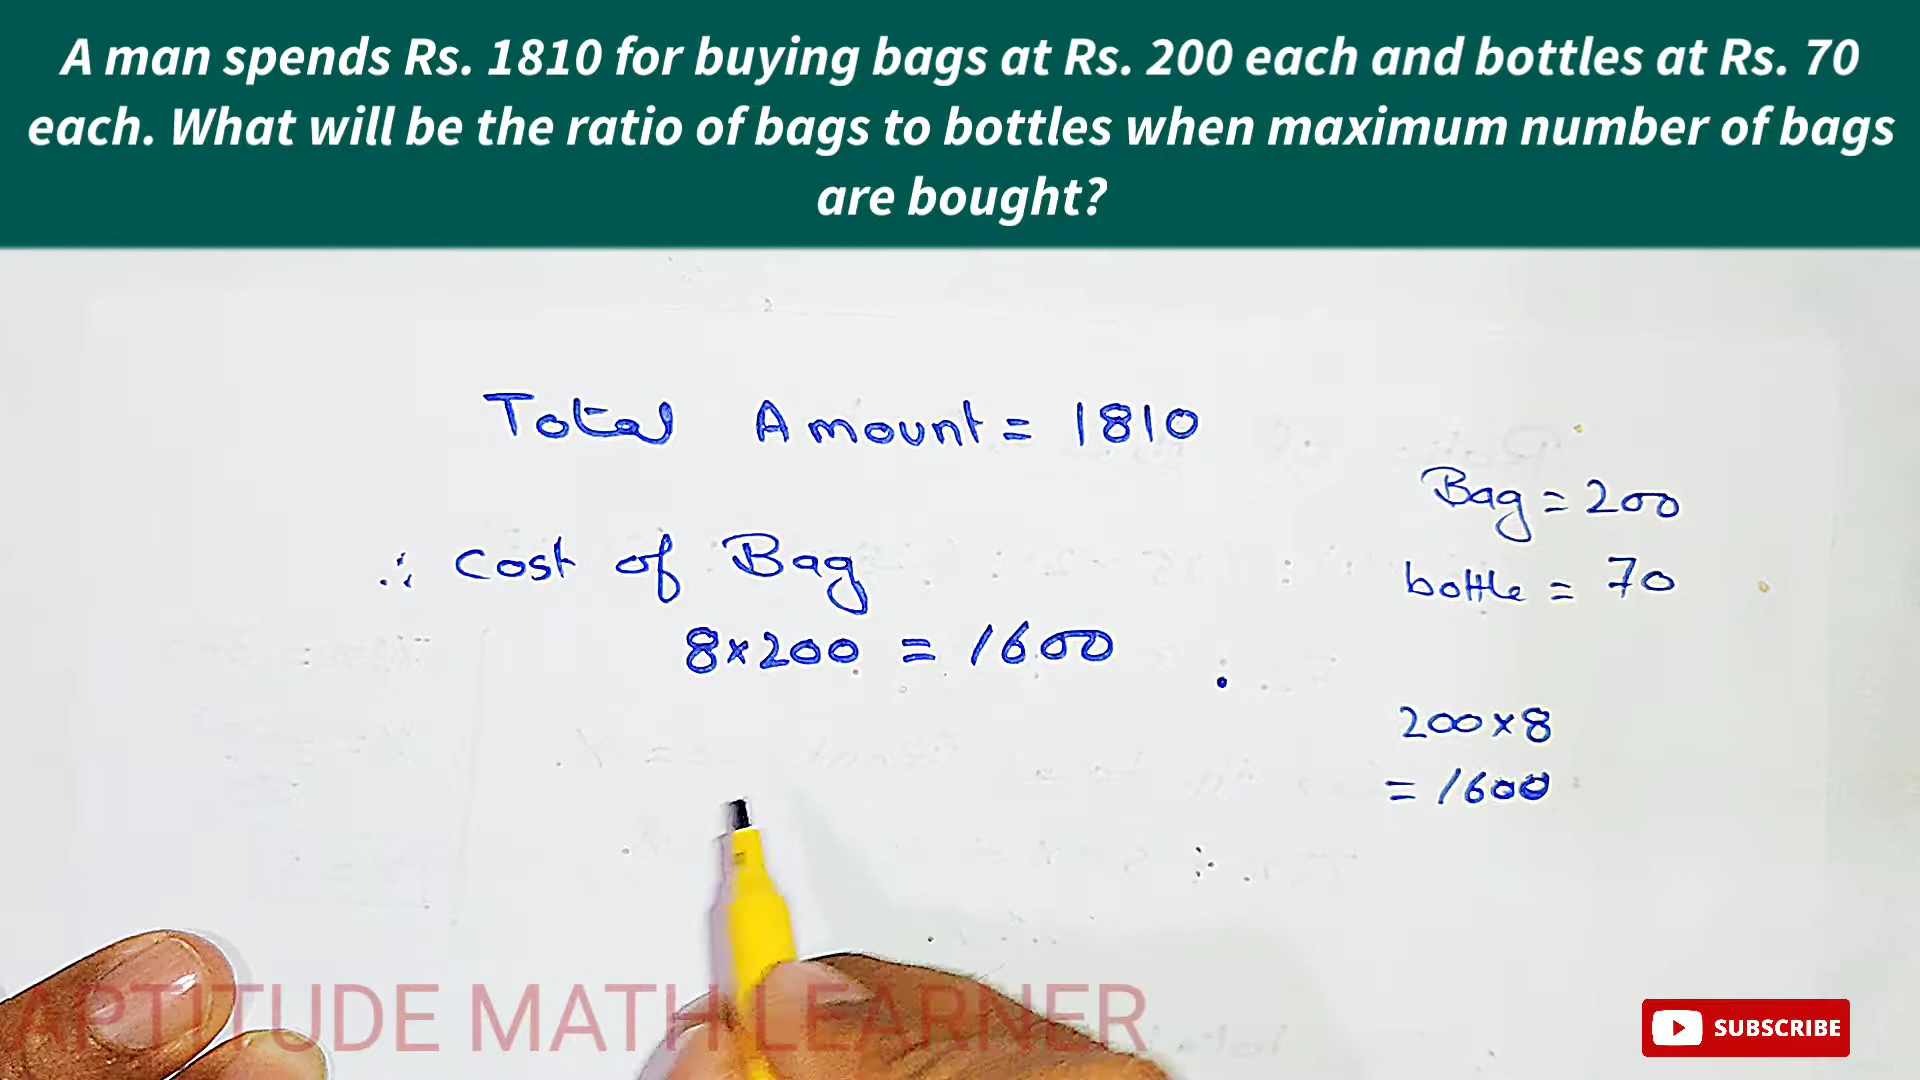 A man spends Rs. 1810 for buying bags at Rs. 200 each and bottles at Rs. 70
each. What will be the ratio of bags to bottles when maximum number of bags
are bought?
Total Amount = 1810
Bag = 200
∴ Cost of Bag
bottle = 70
8×200 = 1600
200×8
= 1600
APTITUDE MATH LEARNER
SUBSCRIBE